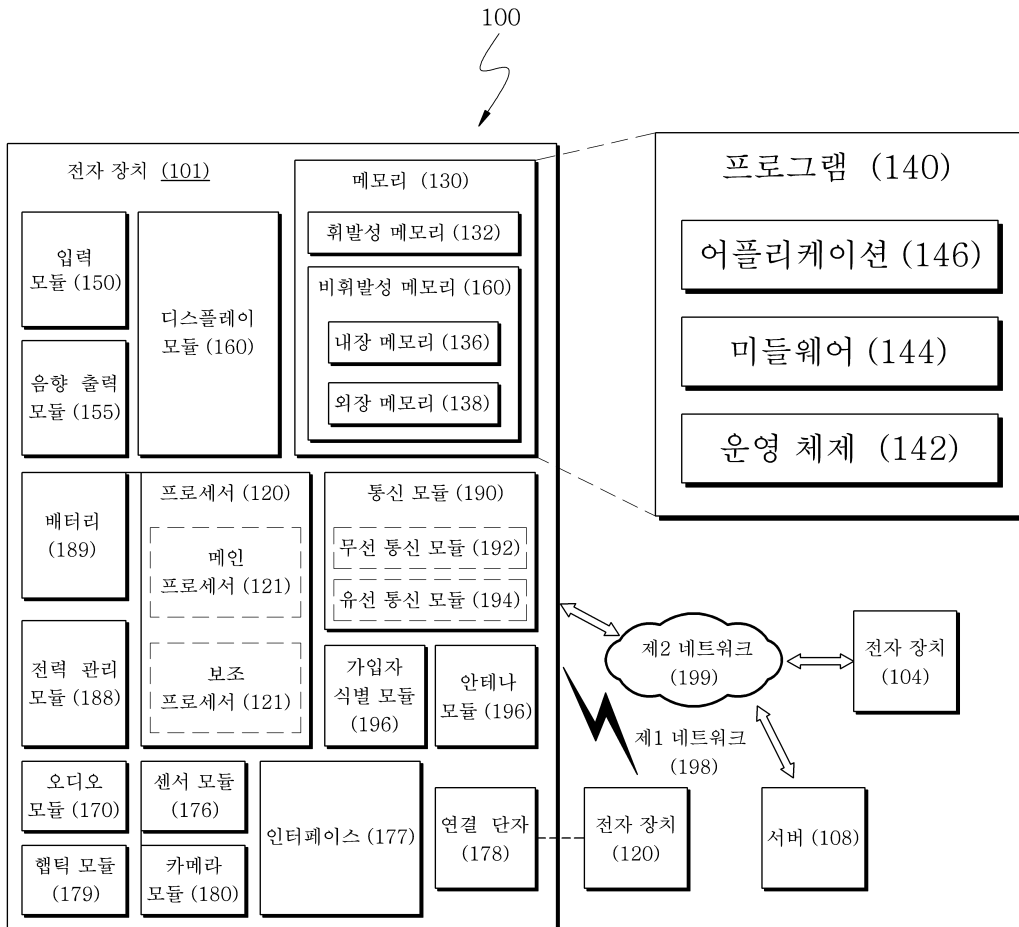 100
전자 장치 (101)
메모리 (130)
휘발성 메모리 (132)
비휘발성 메모리 (160)
내장 메모리 (136)
외장 메모리 (138)
입력
모듈 (150)
디스플레이
모듈 (160)
음향 출력
모듈 (155)
프로그램 (140)
어플리케이션 (146)
미들웨어 (144)
운영 체제 (142)
배터리
(189)
프로세서 (120)
메인
프로세서 (121)
보조
프로세서 (121)
통신 모듈 (190)
무선 통신 모듈 (192)
유선 통신 모듈 (194)
전력 관리
모듈 (188)
가입자
식별 모듈
(196)
안테나
모듈 (196)
제2 네트워크
(199)
전자 장치
(104)
제1 네트워크
(198)
오디오
모듈 (170)
센서 모듈
(176)
인터페이스 (177)
연결 단자
(178)
전자 장치
(120)
서버 (108)
햅틱 모듈
(179)
카메라
모듈 (180)